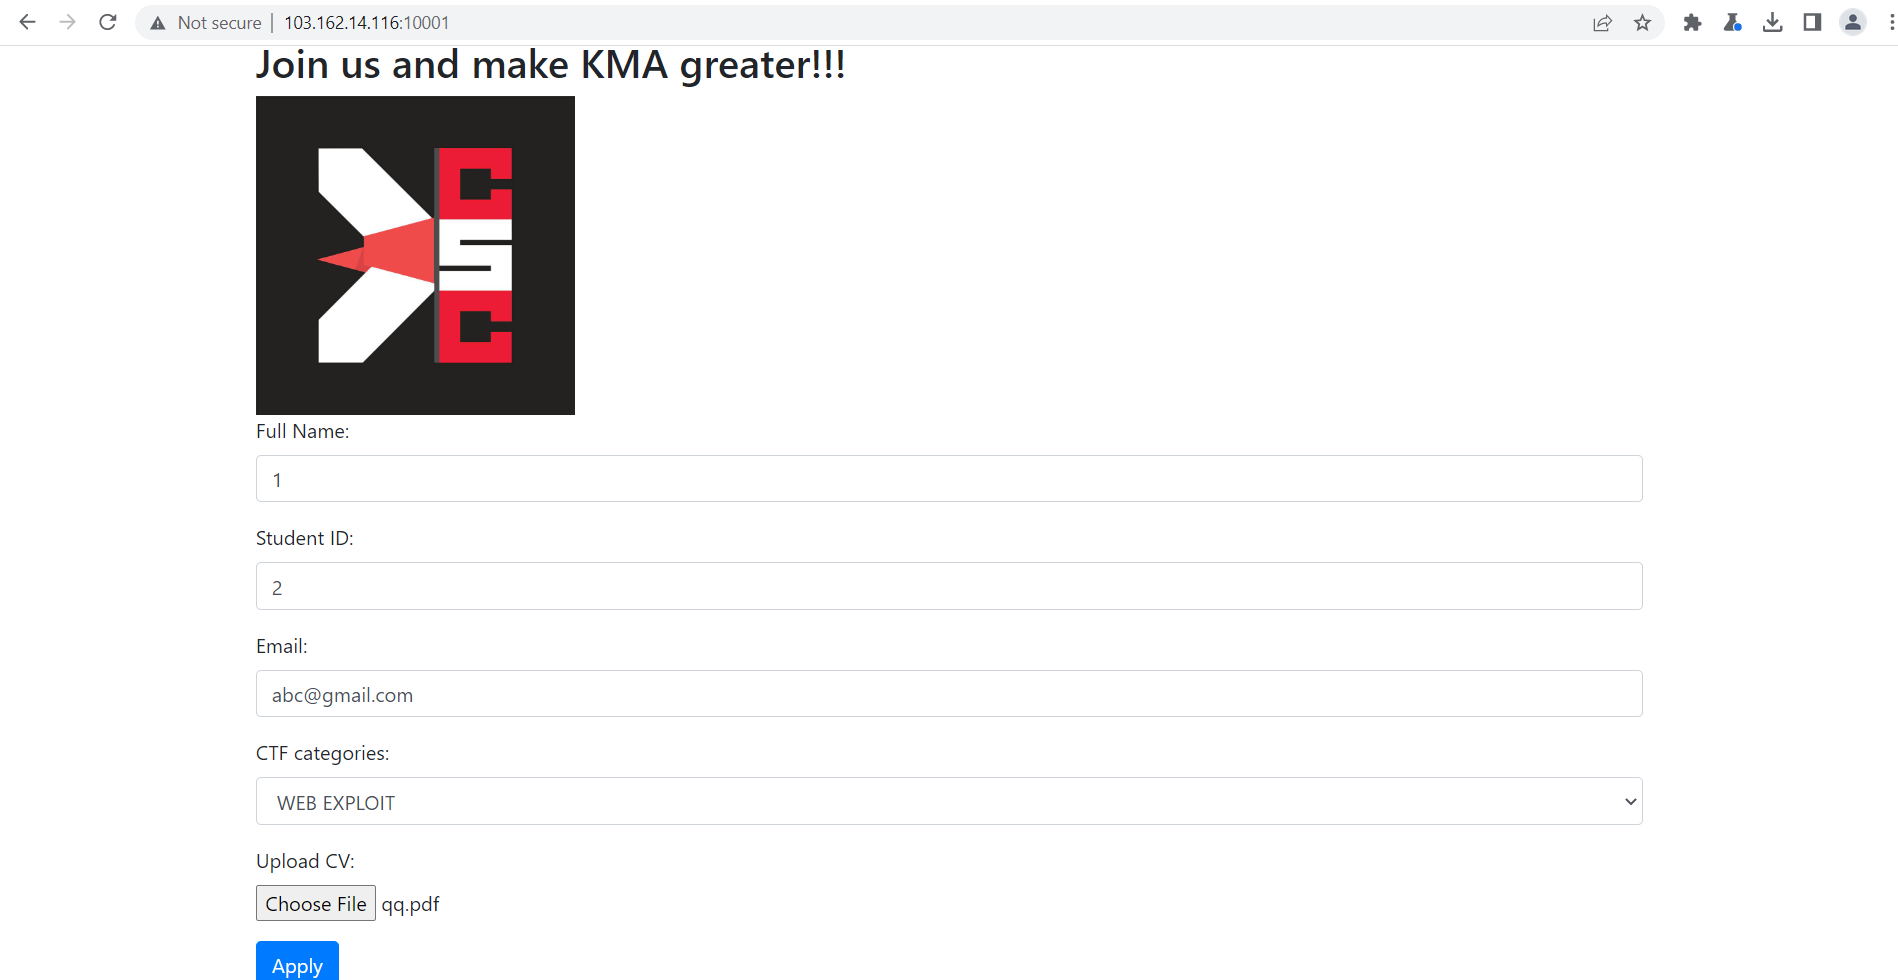 Not secure | 103.162.14.116:10001
Join us and make KMA greater!!!
C
S
C
Full Name:
1
Student ID:
2
Email:
abc@gmail.com
CTF categories:
WEB EXPLOIT
Upload CV:
Choose File qq.pdf
Apply